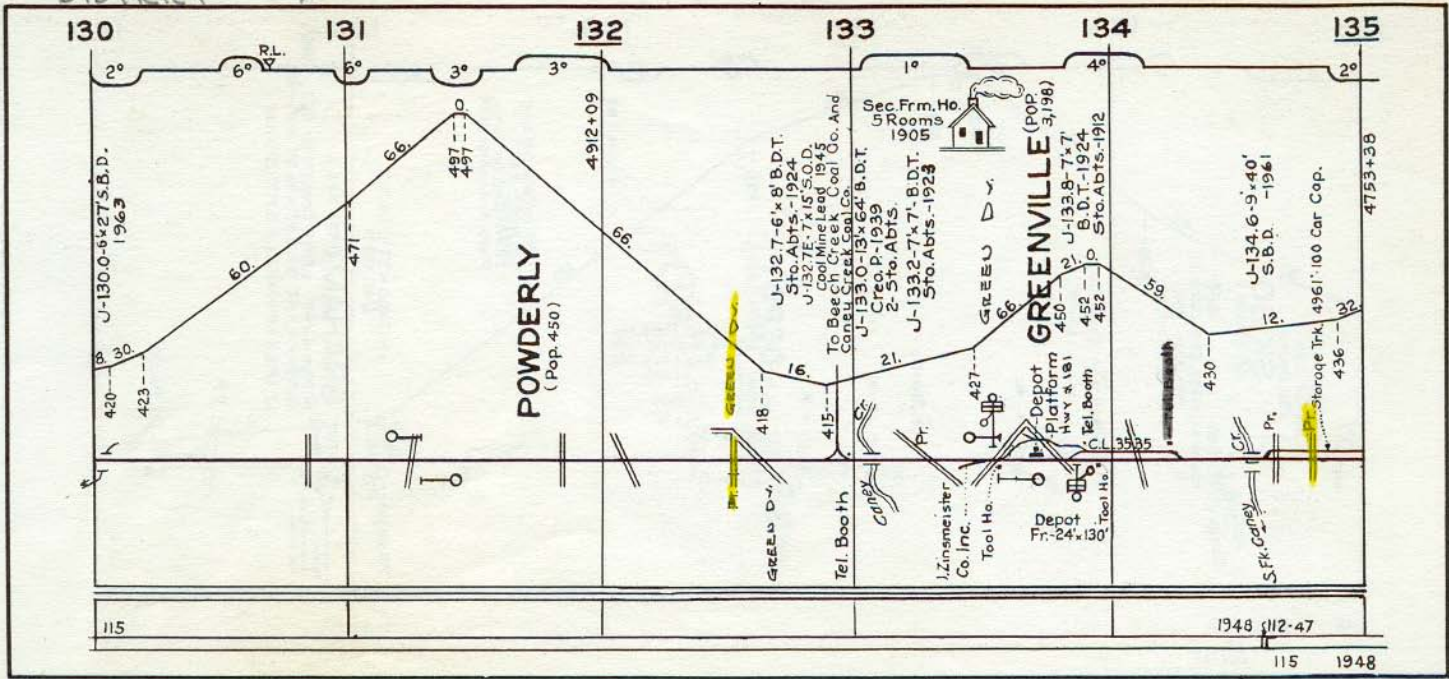 130
131
132
133
134
135
R.L.
2°
6°
6°
3°
3°
1°
4°
2°
J-130.0-6'x27' S.B.D.
1963
8.
30.
60.
66.
0.
66.
16.
21.
66.
21.
0.
59.
12.
32.
420
423
471
497
497
4912+09
418
415
427
450
452
452
430
436
4753+38
POWDERLY
(Pop. 450)
GREEN DY.
Pr.
GREEN DY.
J-132.7-6'x8' B.D.T.
Sto. Abts.-1924
J-132.7E-7'x15' S.O.D.
Coal Mine Lead 1945
To Beech Creek Coal Co. And
Caney Creek Coal Co.
J-133.0-13'x64' B.D.T.
Creo. P.-1939
2-Sto. Abts.
J-133.2-7'x7'-B.D.T.
Sto. Abts.-1923
Sec. Frm. Ho.
5 Rooms
1905
GREEN DY.
GREENVILLE
(POP. 3,198)
J-133.8-7'x7'
B.D.T.-1924
Sto. Abts.-1912
J-134.6-9'x40'
S.B.D. -1961
Storage Trk. 4961'-100 Car Cap.
Pr.
Tel. Booth
Cr.
Caney
Pr.
J. Zinsmeister
Co. Inc.
Tool Ho.
Depot
Platform
HWY #181
Tel. Booth
C.L. 3535
Tool Ho.
Depot
Fr.-24'x130'
Cr.
S. Fk. Caney
Pr.
115
1948
112-47
115
1948